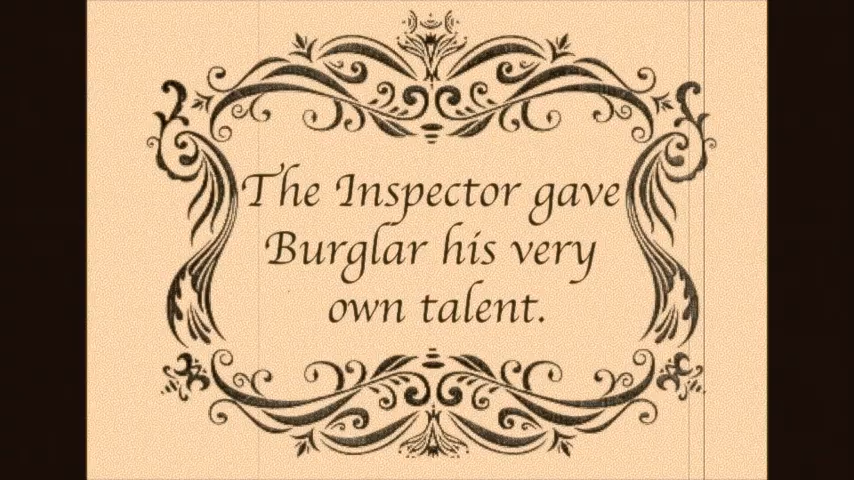 The Inspector gave
Burglar his very
own talent.